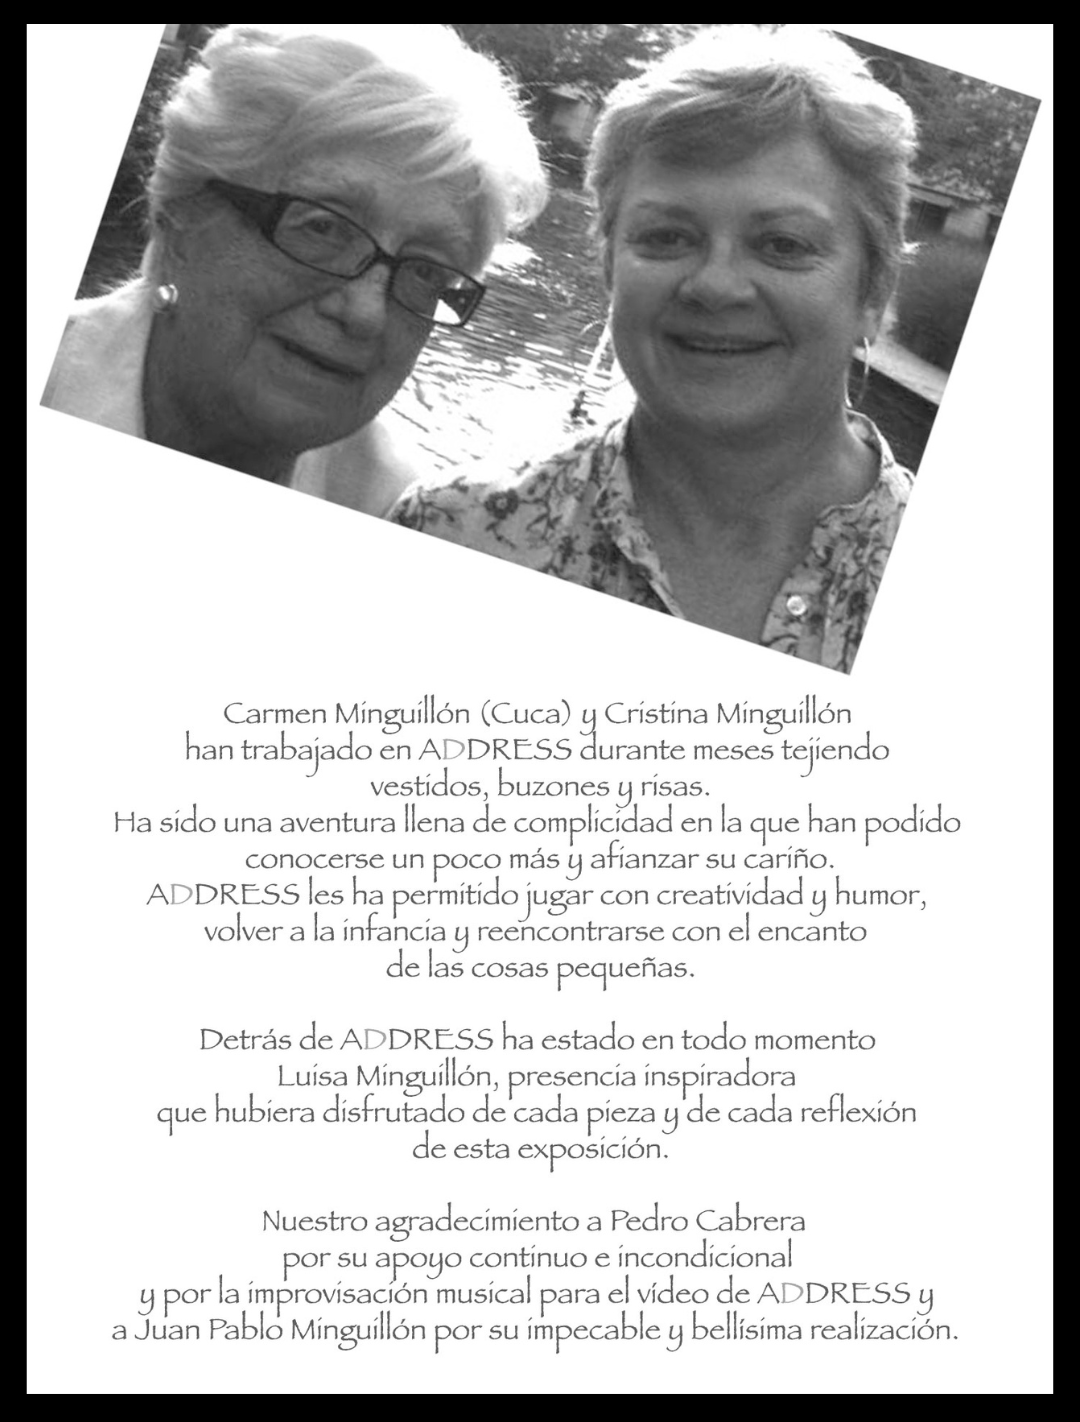 Carmen Minguillón (Cuca) y Cristina Minguillón
han trabajado en ADDRESS durante meses tejiendo
vestidos, buzones y risas.
Ha sido una aventura llena de complicidad en la que han podido
conocerse un poco más y afianzar su cariño.
ADDRESS les ha permitido jugar con creatividad y humor,
volver a la infancia y reencontrarse con el encanto
de las cosas pequeñas.
Detrás de ADDRESS ha estado en todo momento
Luisa Minguillón, presencia inspiradora
que hubiera disfrutado de cada pieza y de cada reflexión
de esta exposición.
Nuestro agradecimiento a Pedro Cabrera
por su apoyo continuo e incondicional
y por la improvisación musical para el vídeo de ADDRESS y
a Juan Pablo Minguillón por su impecable y bellísima realización.